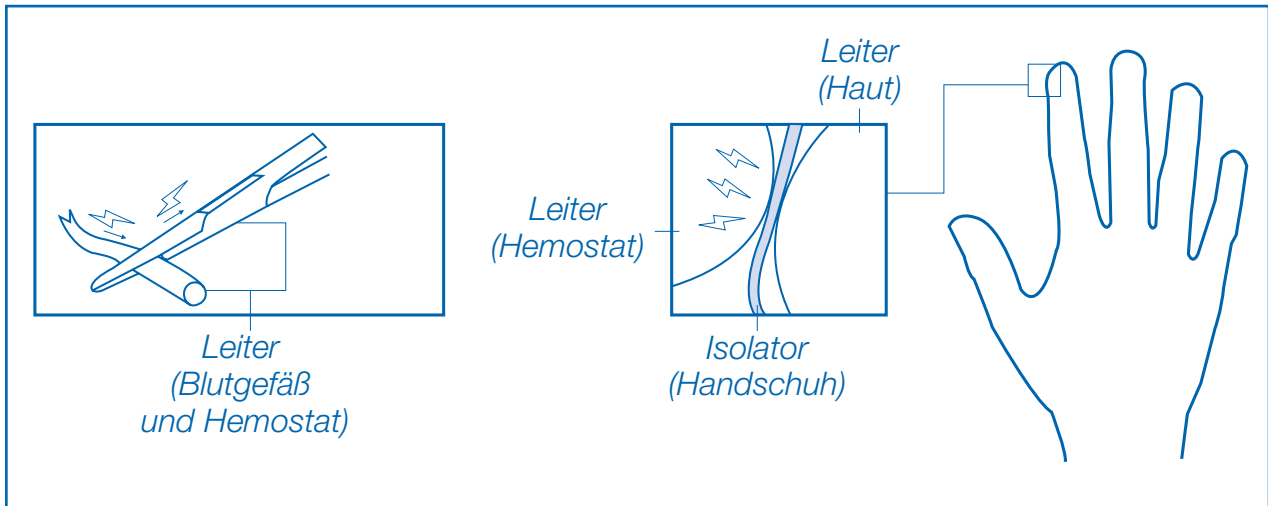 Leiter
(Blutgefäß
und Hemostat)
Leiter
(Hemostat)
Leiter
(Haut)
Isolator
(Handschuh)